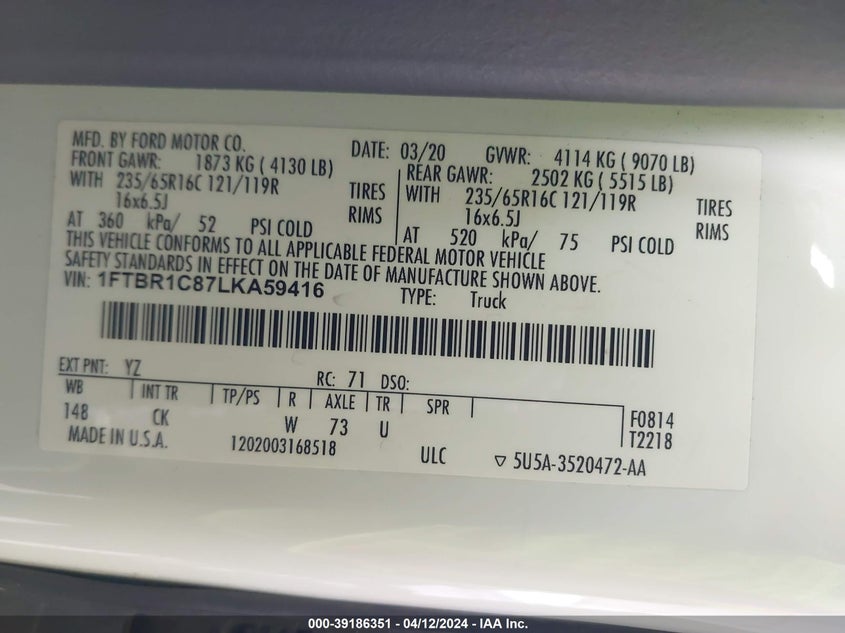 MFD. BY FORD MOTOR CO. DATE: 03/20 GVWR: 4114 KG ( 9070 LB)
FRONT GAWR: 1873 KG ( 4130 LB) REAR GAWR: 2502 KG ( 5515 LB)
WITH 235/65R16C 121/119R TIRES WITH 235/65R16C 121/119R TIRES
16x6.5J RIMS 16x6.5J RIMS
AT 360 kPa/ 52 PSI COLD AT 520 kPa/ 75 PSI COLD
THIS VEHICLE CONFORMS TO ALL APPLICABLE FEDERAL MOTOR VEHICLE
SAFETY STANDARDS IN EFFECT ON THE DATE OF MANUFACTURE SHOWN ABOVE.
VIN: 1FTBR1C87LKA59416 TYPE: Truck
EXT PNT: YZ RC: 71 DSO:
WB INT TR TP/PS R AXLE TR SPR
148 CK W 73 U F0814
T2218
MADE IN U.S.A. 1202003168518 ULC ▽ 5U5A-3520472-AA
000-39186351 - 04/12/2024 - IAA Inc.